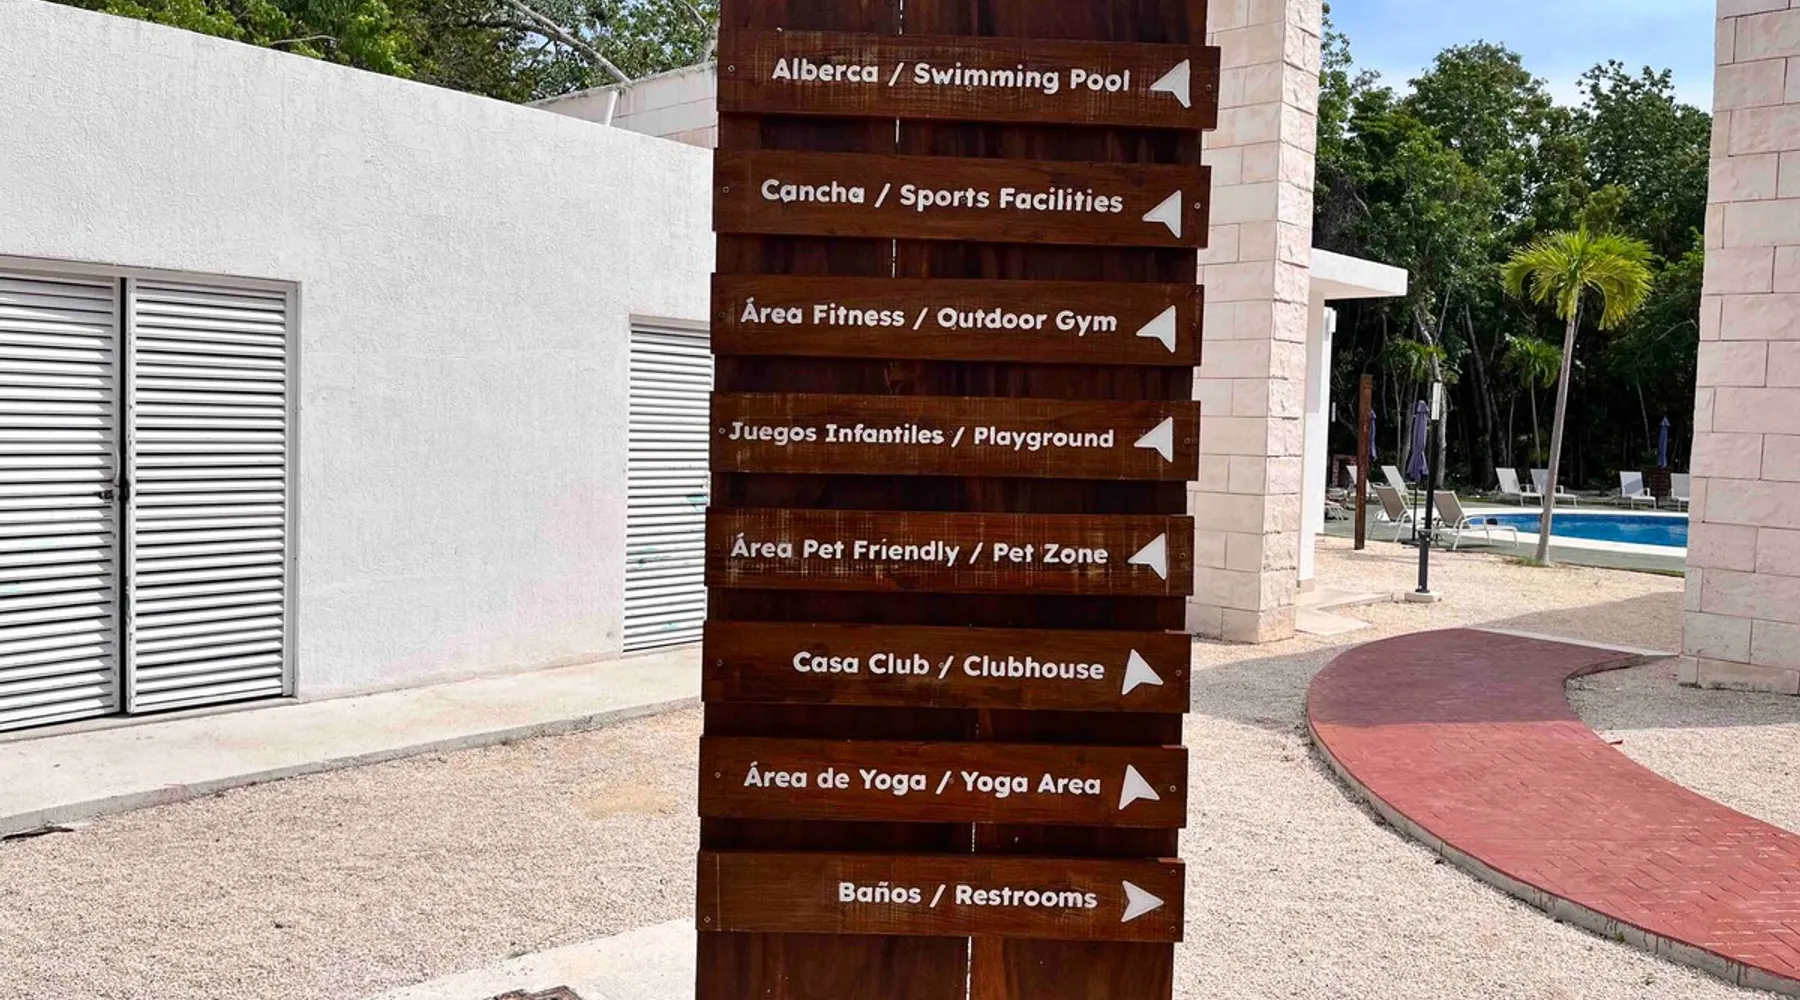 Alberca / Swimming Pool
Cancha / Sports Facilities
Área Fitness / Outdoor Gym
Juegos Infantiles / Playground
Área Pet Friendly / Pet Zone
Casa Club / Clubhouse
Área de Yoga / Yoga Area
Baños / Restrooms